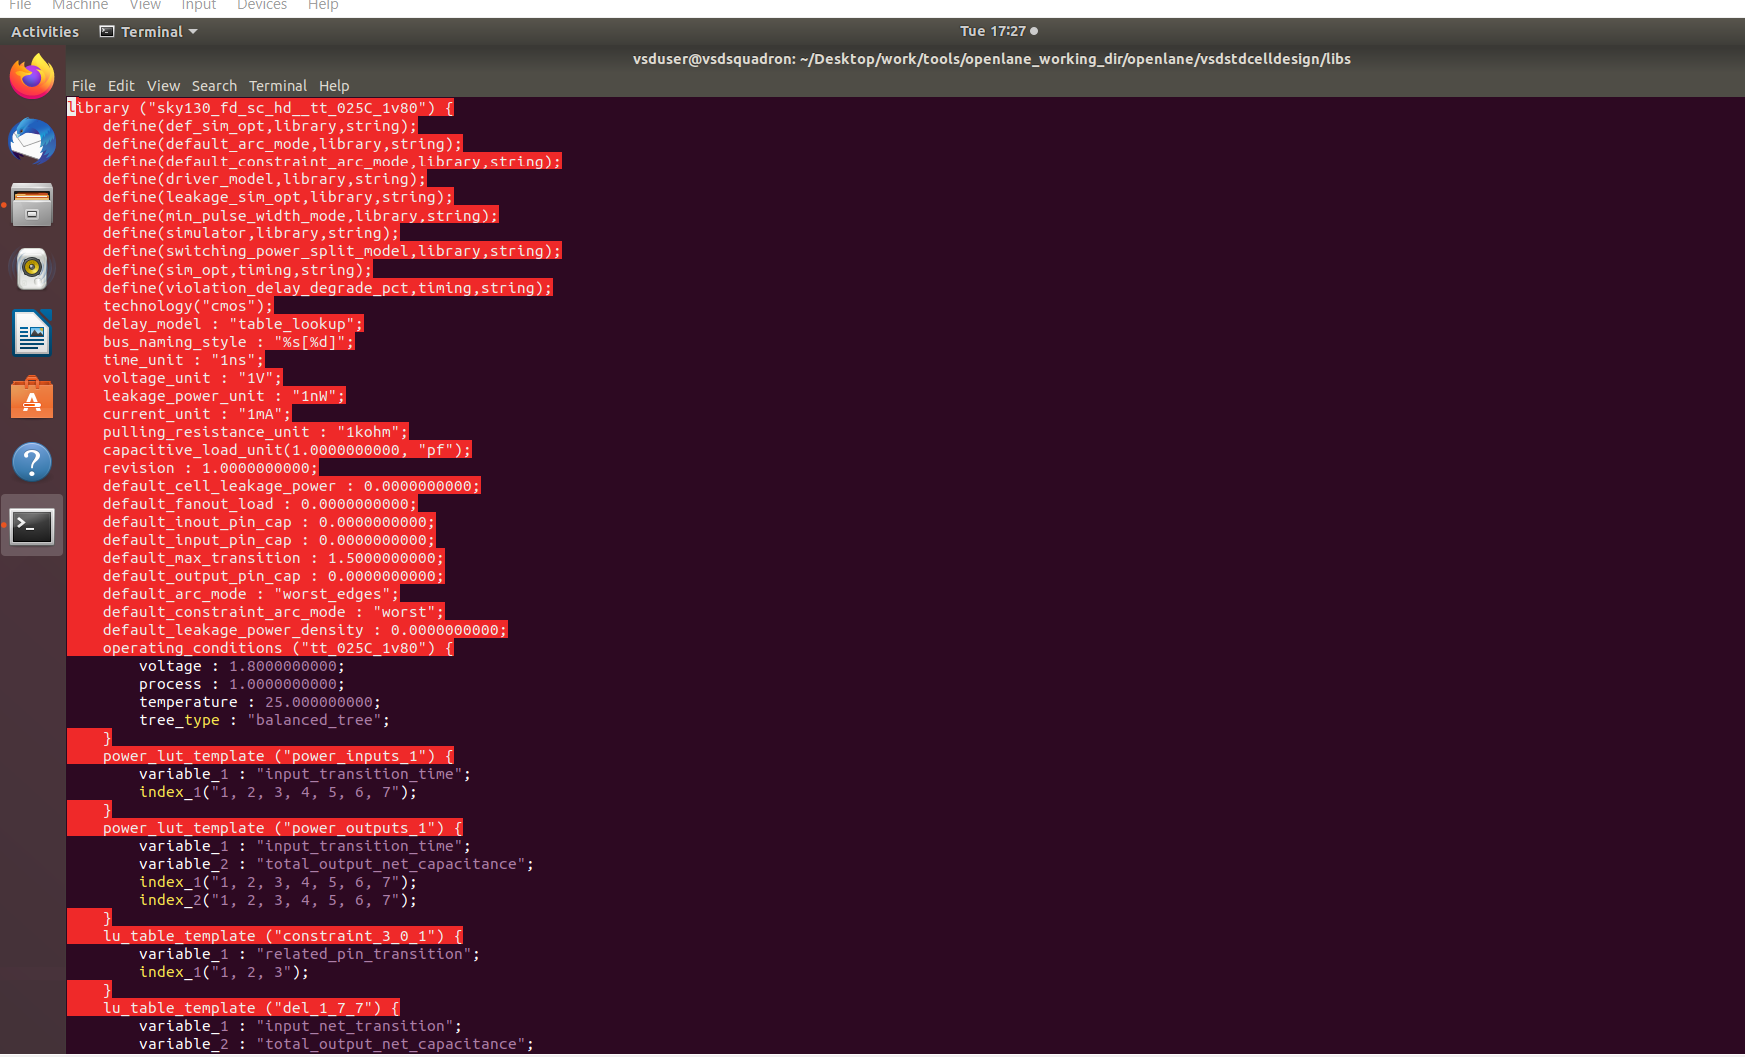 File Machine View Input Devices Help
Activities Terminal Tue 17:27
vsduser@vsdsquadron: ~/Desktop/work/tools/openlane_working_dir/openlane/vsdstdcelldesign/libs
File Edit View Search Terminal Help
library ("sky130_fd_sc_hd__tt_025C_1v80") {
    define(def_sim_opt,library,string);
    define(default_arc_mode,library,string);
    define(default_constraint_arc_mode,library,string);
    define(driver_model,library,string);
    define(leakage_sim_opt,library,string);
    define(min_pulse_width_mode,library,string);
    define(simulator,library,string);
    define(switching_power_split_model,library,string);
    define(sim_opt,timing,string);
    define(violation_delay_degrade_pct,timing,string);
    technology("cmos");
    delay_model : "table_lookup";
    bus_naming_style : "%s[%d]";
    time_unit : "1ns";
    voltage_unit : "1V";
    leakage_power_unit : "1nW";
    current_unit : "1mA";
    pulling_resistance_unit : "1kohm";
    capacitive_load_unit(1.0000000000, "pf");
    revision : 1.0000000000;
    default_cell_leakage_power : 0.0000000000;
    default_fanout_load : 0.0000000000;
    default_inout_pin_cap : 0.0000000000;
    default_input_pin_cap : 0.0000000000;
    default_max_transition : 1.5000000000;
    default_output_pin_cap : 0.0000000000;
    default_arc_mode : "worst_edges";
    default_constraint_arc_mode : "worst";
    default_leakage_power_density : 0.0000000000;
    operating_conditions ("tt_025C_1v80") {
        voltage : 1.8000000000;
        process : 1.0000000000;
        temperature : 25.000000000;
        tree_type : "balanced_tree";
    }
    power_lut_template ("power_inputs_1") {
        variable_1 : "input_transition_time";
        index_1("1, 2, 3, 4, 5, 6, 7");
    }
    power_lut_template ("power_outputs_1") {
        variable_1 : "input_transition_time";
        variable_2 : "total_output_net_capacitance";
        index_1("1, 2, 3, 4, 5, 6, 7");
        index_2("1, 2, 3, 4, 5, 6, 7");
    }
    lu_table_template ("constraint_3_0_1") {
        variable_1 : "related_pin_transition";
        index_1("1, 2, 3");
    }
    lu_table_template ("del_1_7_7") {
        variable_1 : "input_net_transition";
        variable_2 : "total_output_net_capacitance";